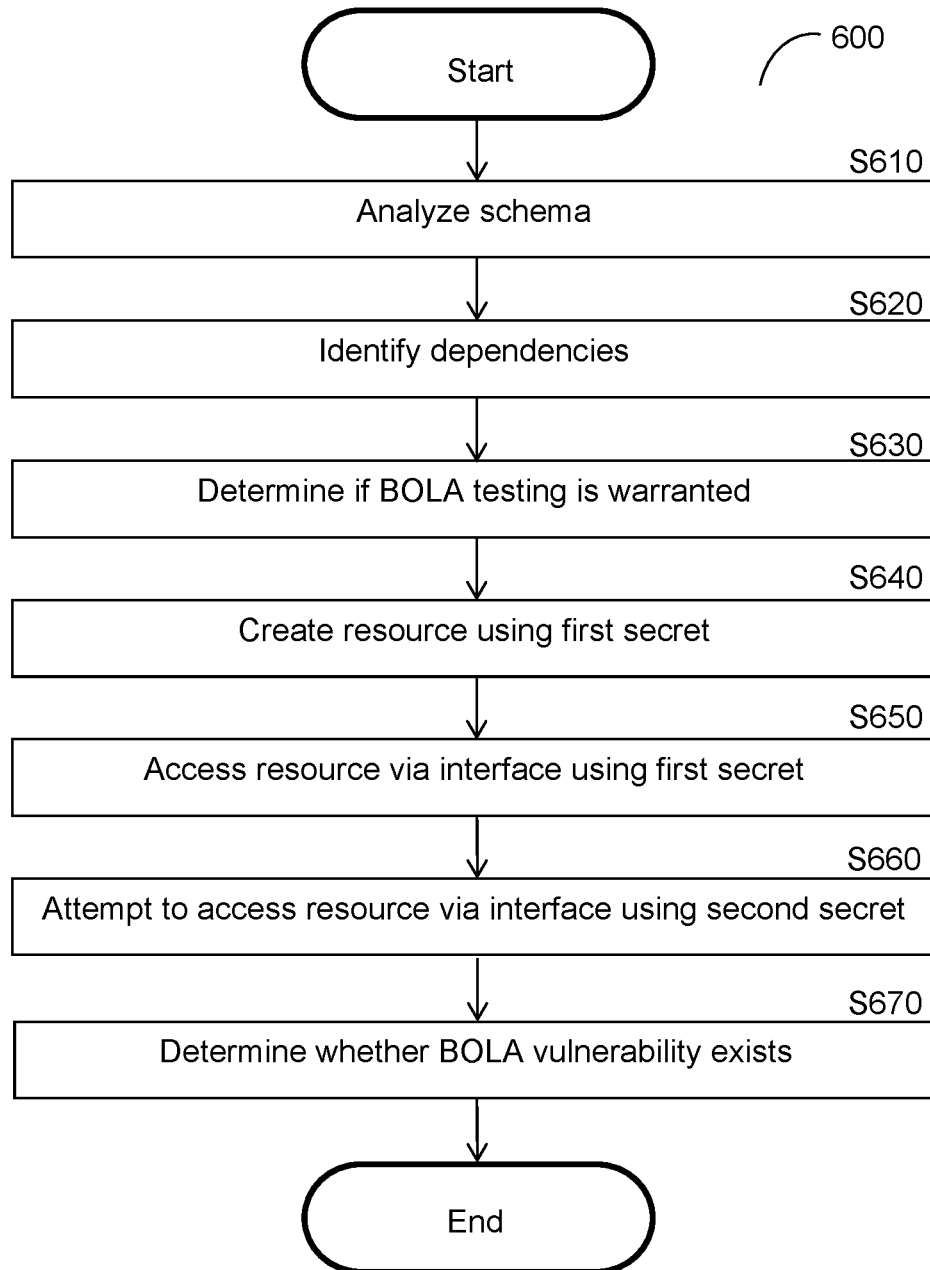 Start
600
S610
Analyze schema
S620
Identify dependencies
S630
Determine if BOLA testing is warranted
S640
Create resource using first secret
S650
Access resource via interface using first secret
S660
Attempt to access resource via interface using second secret
S670
Determine whether BOLA vulnerability exists
End